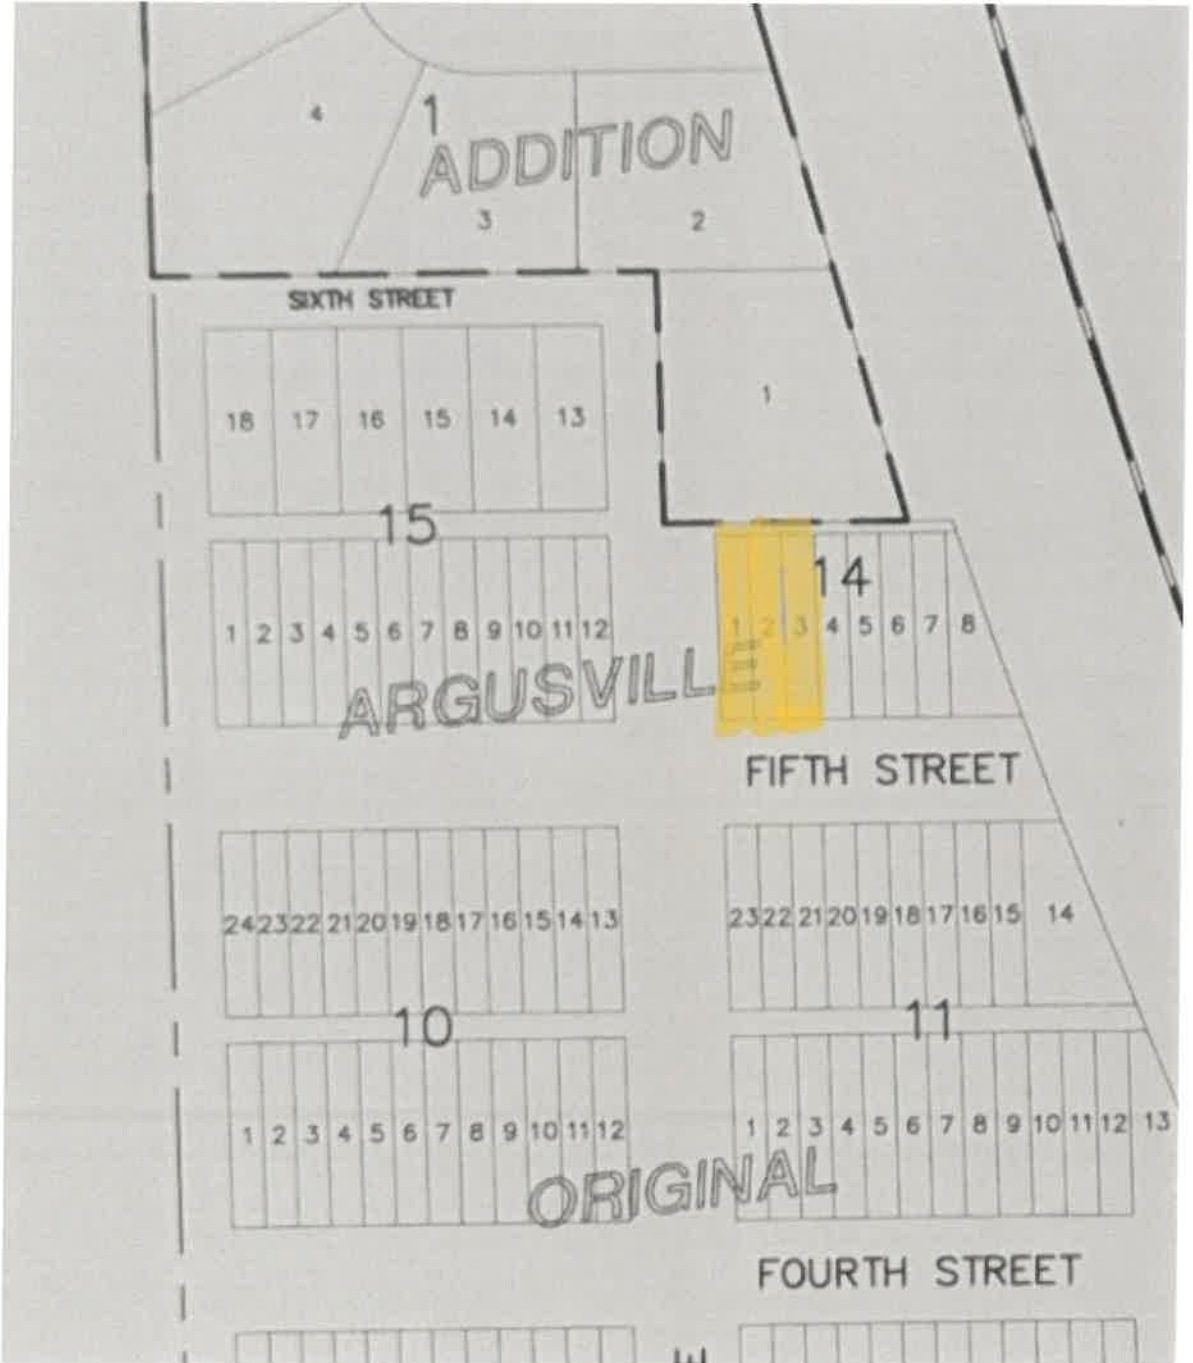 4
1
ADDITION
3
2
SIXTH STREET
1
18 17 16 15 14 13
15
14
1 2 3 4 5 6 7 8 9 10 11 12
1 2 3 4 5 6 7 8
ARGUSVILLE
FIFTH STREET
24 23 22 21 20 19 18 17 16 15 14 13
23 22 21 20 19 18 17 16 15 14
10
11
1 2 3 4 5 6 7 8 9 10 11 12
1 2 3 4 5 6 7 8 9 10 11 12 13
ORIGINAL
FOURTH STREET